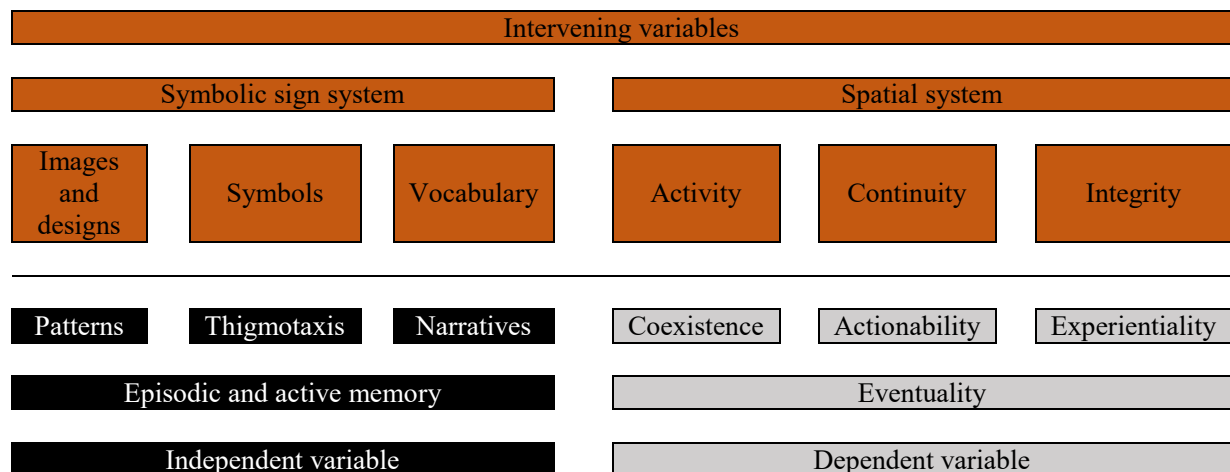 Intervening variables
Symbolic sign system
Spatial system
Images
and
designs
Symbols
Vocabulary
Activity
Continuity
Integrity
Patterns
Thigmotaxis
Narratives
Coexistence
Actionability
Experientiality
Episodic and active memory
Eventuality
Independent variable
Dependent variable